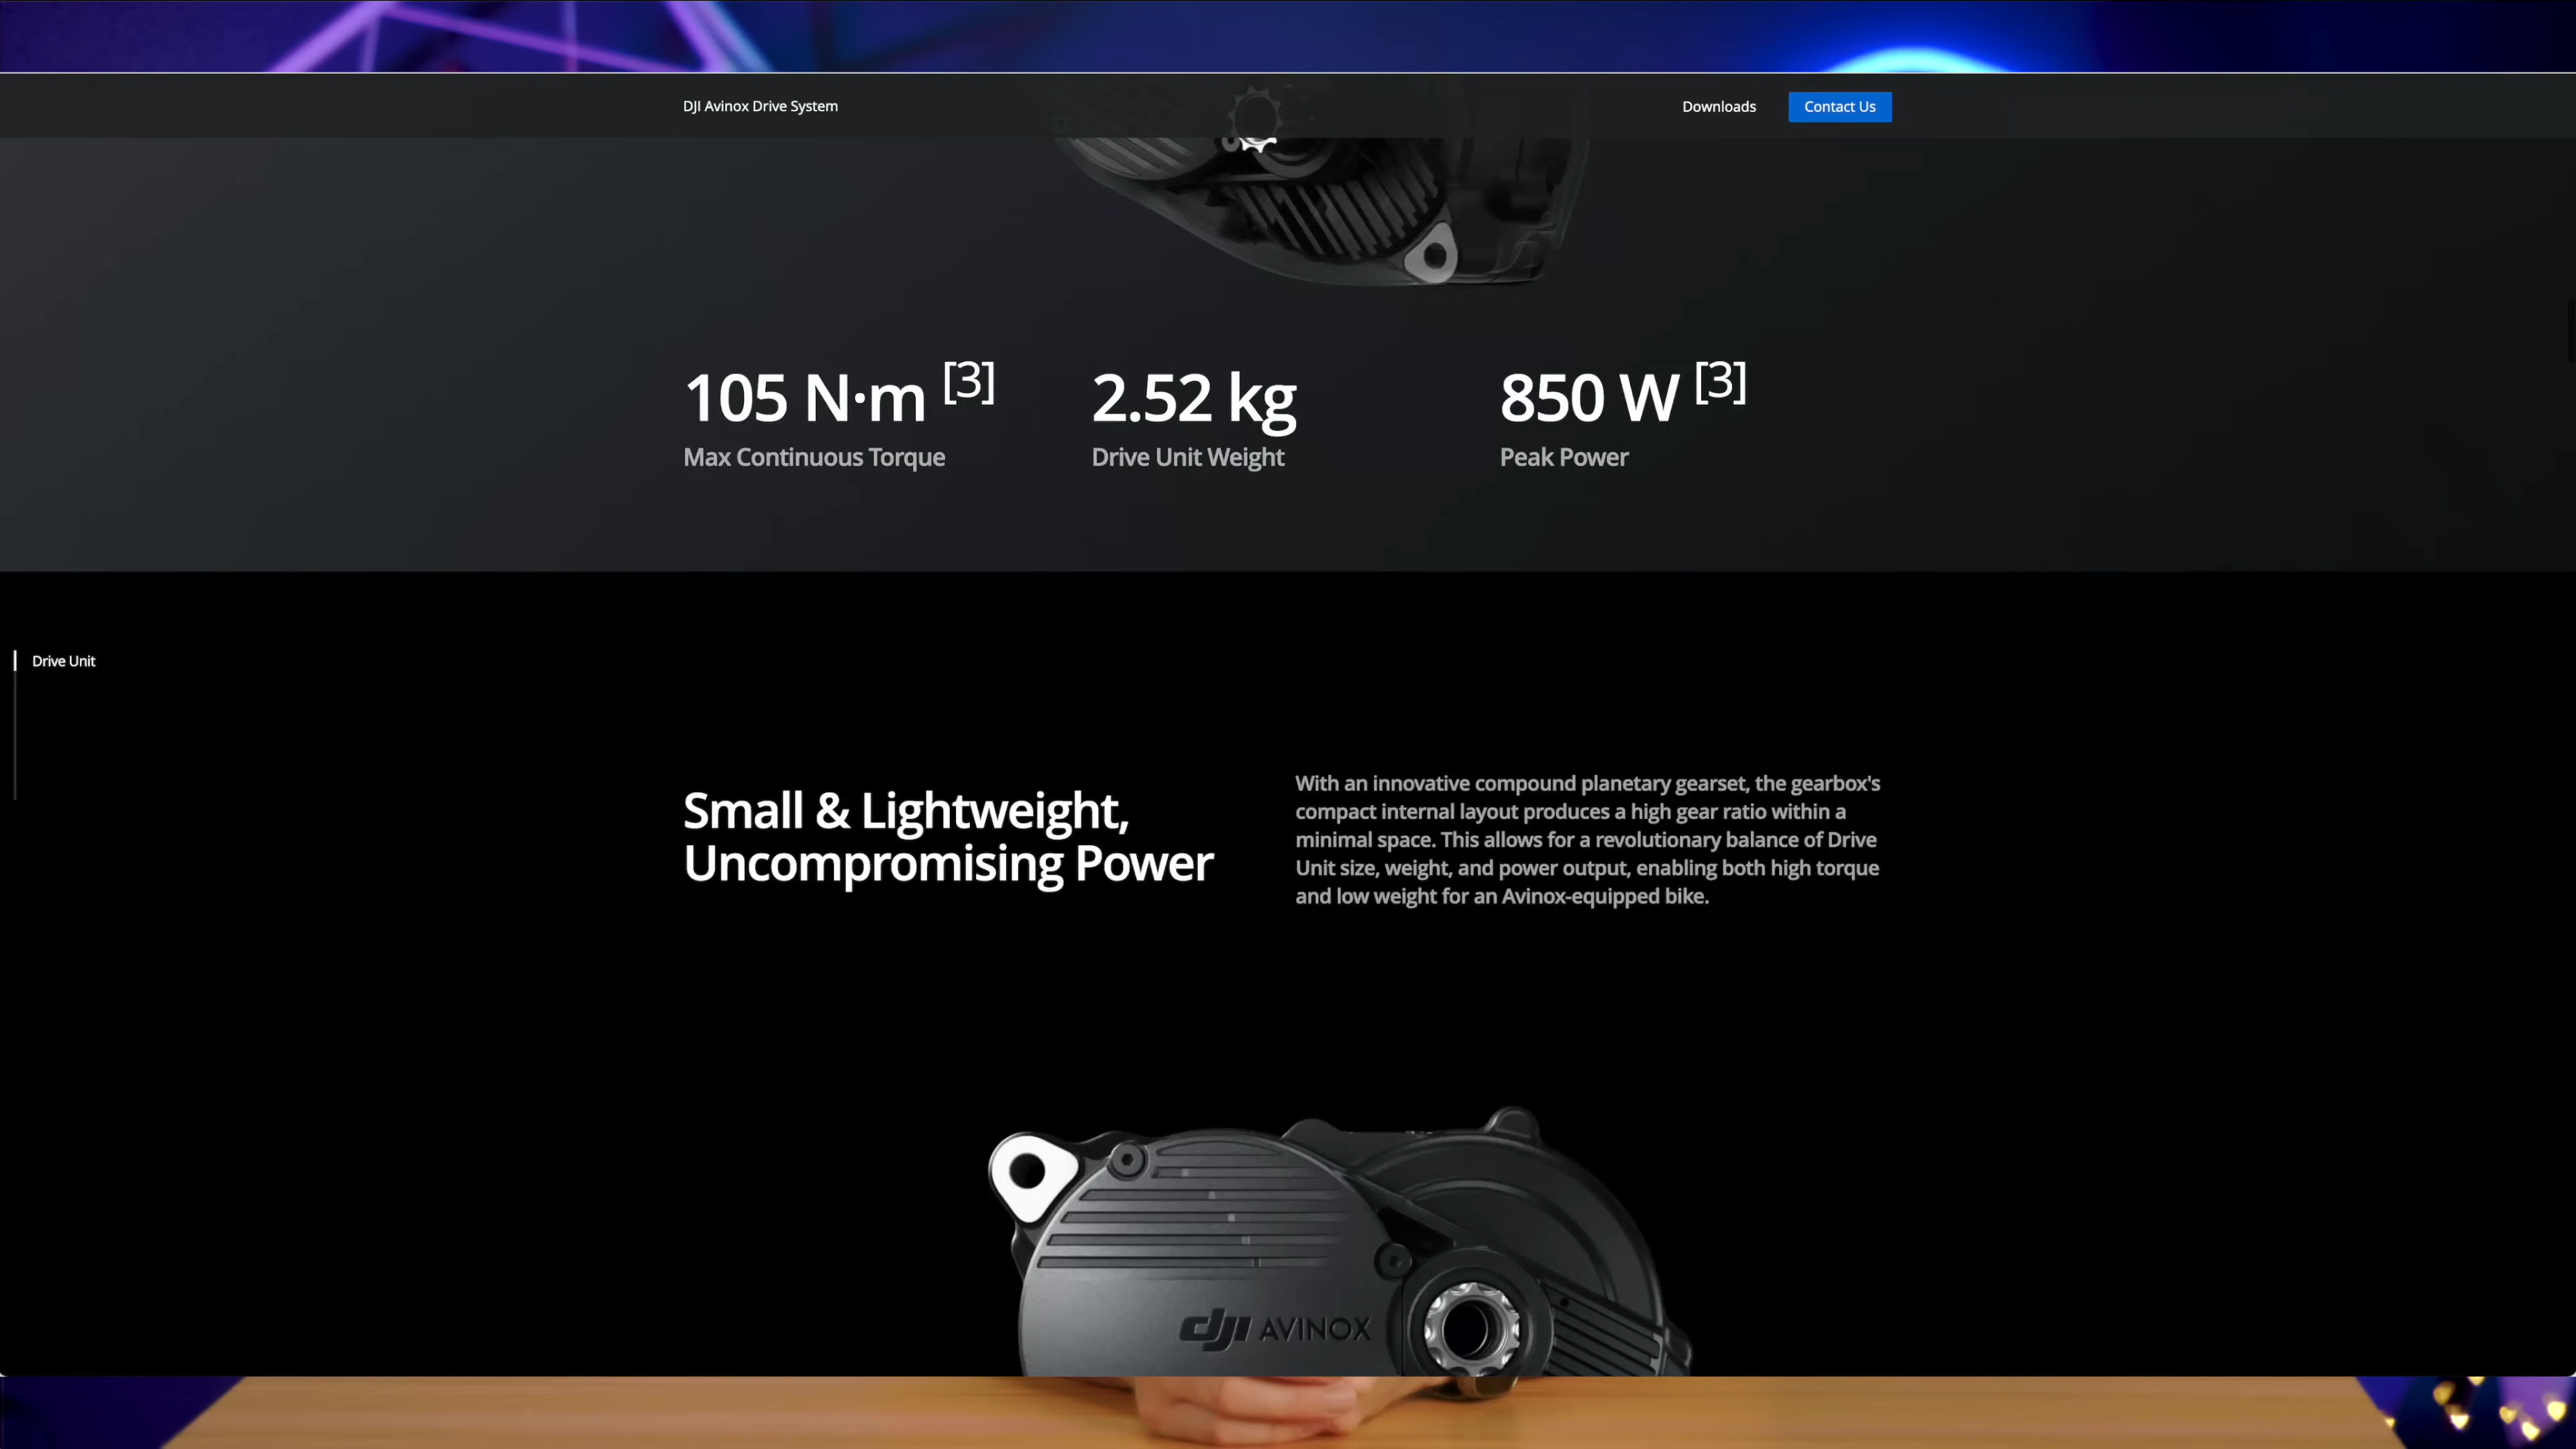 DJI Avinox Drive System
Downloads
Contact Us
105 N·m [3]
2.52 kg
850 W [3]
Max Continuous Torque
Drive Unit Weight
Peak Power
Drive Unit
Small & Lightweight,
Uncompromising Power
With an innovative compound planetary gearset, the gearbox's
compact internal layout produces a high gear ratio within a
minimal space. This allows for a revolutionary balance of Drive
Unit size, weight, and power output, enabling both high torque
and low weight for an Avinox-equipped bike.
dji AVINOX